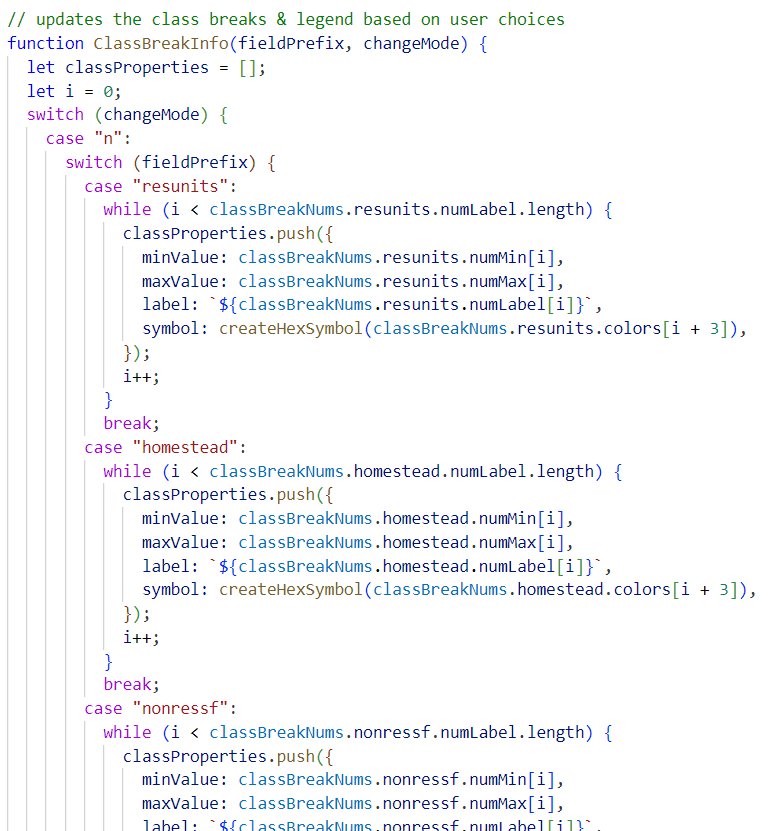 // updates the class breaks & legend based on user choices
function ClassBreakInfo(fieldPrefix, changeMode) {
  let classProperties = [];
  let i = 0;
  switch (changeMode) {
    case "n":
      switch (fieldPrefix) {
        case "resunits":
          while (i < classBreakNums.resunits.numLabel.length) {
            classProperties.push({
              minValue: classBreakNums.resunits.numMin[i],
              maxValue: classBreakNums.resunits.numMax[i],
              label: `${classBreakNums.resunits.numLabel[i]}`,
              symbol: createHexSymbol(classBreakNums.resunits.colors[i + 3]),
            });
            i++;
          }
          break;
        case "homestead":
          while (i < classBreakNums.homestead.numLabel.length) {
            classProperties.push({
              minValue: classBreakNums.homestead.numMin[i],
              maxValue: classBreakNums.homestead.numMax[i],
              label: `${classBreakNums.homestead.numLabel[i]}`,
              symbol: createHexSymbol(classBreakNums.homestead.colors[i + 3]),
            });
            i++;
          }
          break;
        case "nonressf":
          while (i < classBreakNums.nonressf.numLabel.length) {
            classProperties.push({
              minValue: classBreakNums.nonressf.numMin[i],
              maxValue: classBreakNums.nonressf.numMax[i],
              label: `${classBreakNums.nonressf.numLabel[i]}`,